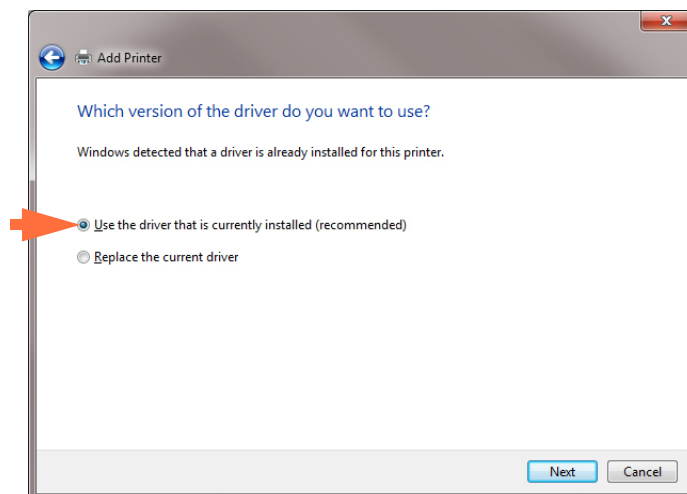 Add Printer
Which version of the driver do you want to use?
Windows detected that a driver is already installed for this printer.
Use the driver that is currently installed (recommended)
Replace the current driver
Next Cancel